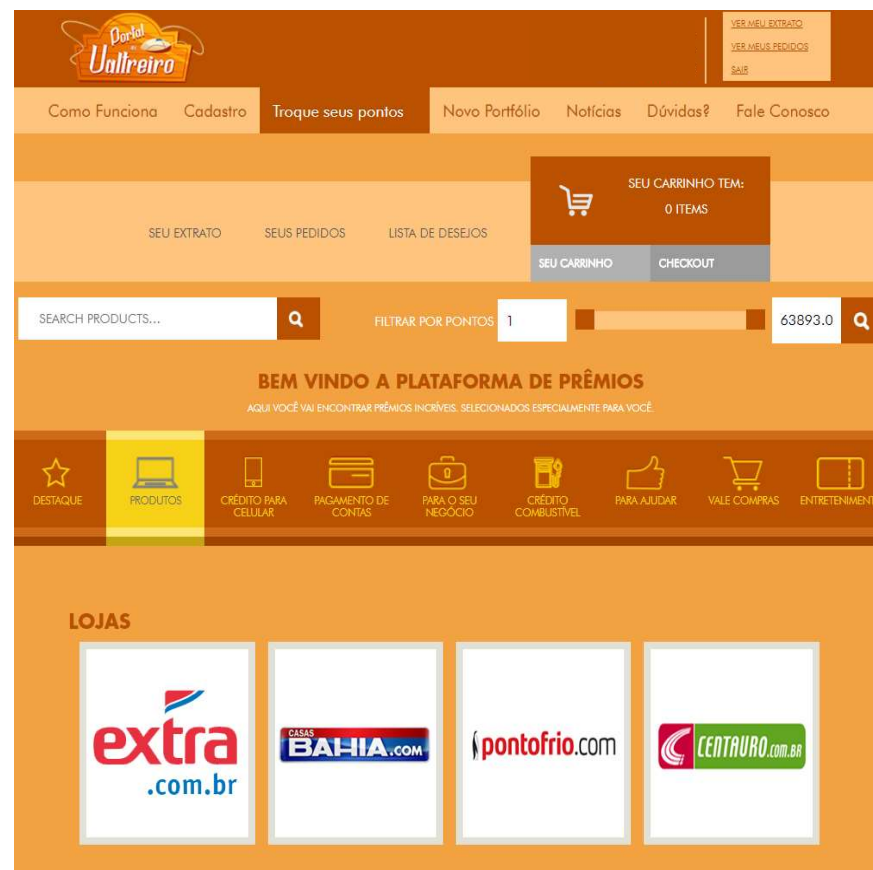 Portal
Valtreiro
VER MEU EXTRATO
VER MEUS PEDIDOS
SAIR
Como Funciona Cadastro Troque seus pontos Novo Portfólio Notícias Dúvidas? Fale Conosco
SEU CARRINHO TEM:
0 ITEMS
SEU EXTRATO SEUS PEDIDOS LISTA DE DESEJOS
SEU CARRINHO CHECKOUT
SEARCH PRODUCTS... FILTRAR POR PONTOS 1 63893.0
BEM VINDO A PLATAFORMA DE PRÊMIOS
AQUI VOCÊ VAI ENCONTRAR PRÊMIOS INCRÍVEIS. SELECIONADOS ESPECIALMENTE PARA VOCÊ.
DESTAQUE PRODUTOS CRÉDITO PARA CELULAR PAGAMENTO DE CONTAS PARA O SEU NEGÓCIO CRÉDITO COMBUSTÍVEL PARA AJUDAR VALE COMPRAS ENTRETENIMENT
LOJAS
extra
.com.br
CASAS
BAHIA.COM
pontofrio.com
CENTAURO.COM.BR